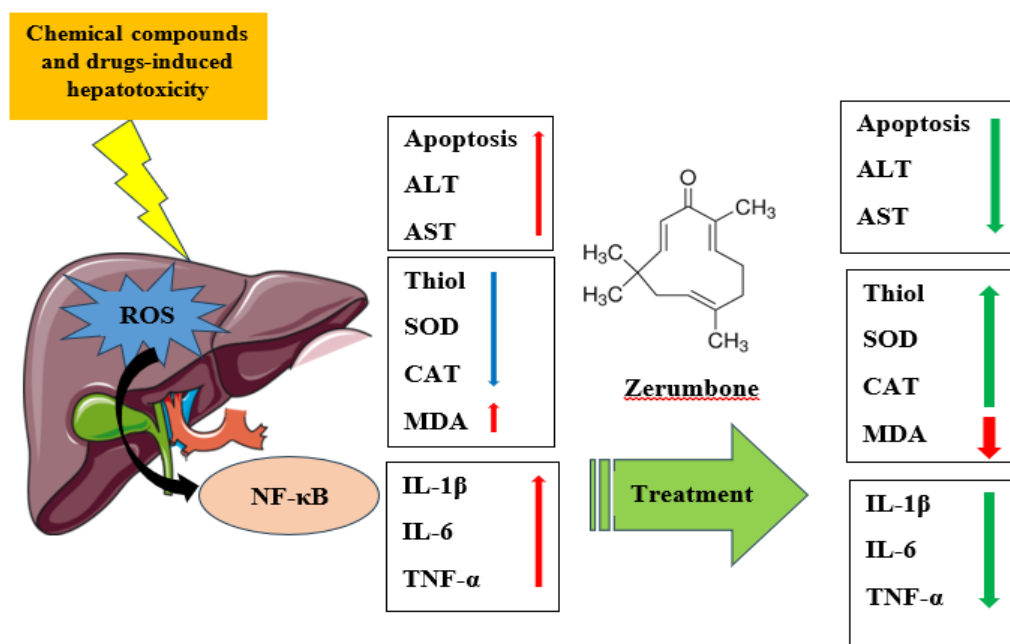 Chemical compounds
and drugs-induced
hepatotoxicity
ROS
NF-κB
Apoptosis
ALT
AST
Thiol
SOD
CAT
MDA
IL-1β
IL-6
TNF-α
O
CH3
H3C
H3C
CH3
Zerumbone
Treatment
Apoptosis
ALT
AST
Thiol
SOD
CAT
MDA
IL-1β
IL-6
TNF-α